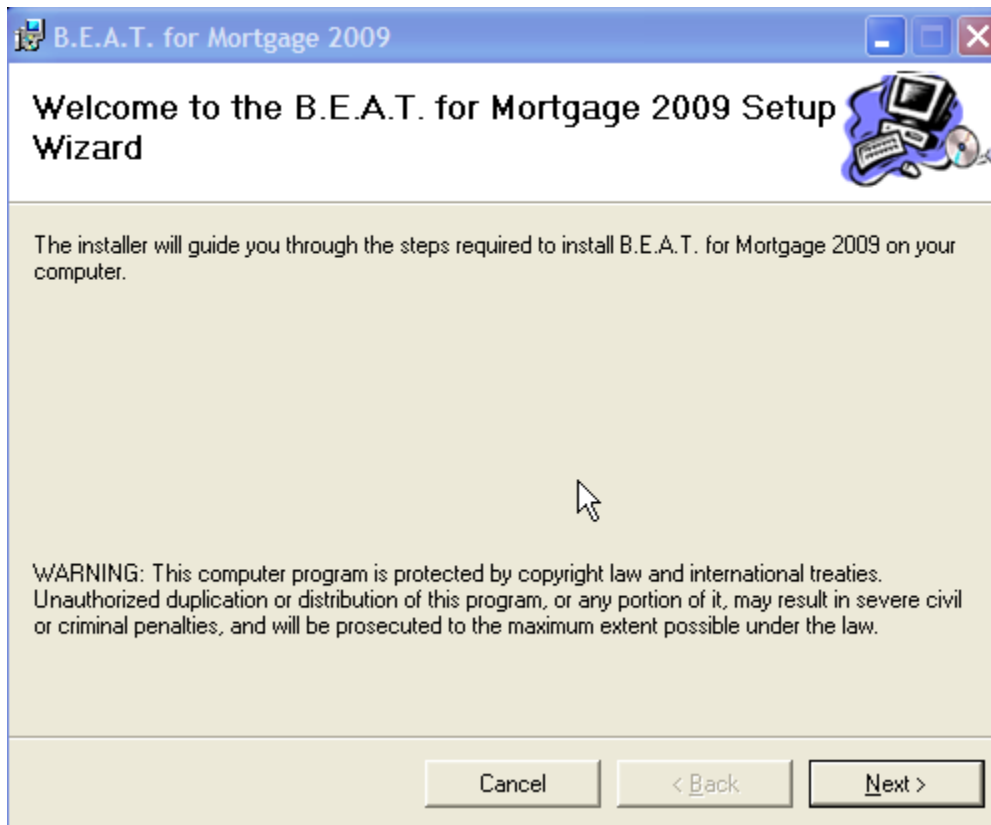 B.E.A.T. for Mortgage 2009
Welcome to the B.E.A.T. for Mortgage 2009 Setup
Wizard
The installer will guide you through the steps required to install B.E.A.T. for Mortgage 2009 on your
computer.
WARNING: This computer program is protected by copyright law and international treaties.
Unauthorized duplication or distribution of this program, or any portion of it, may result in severe civil
or criminal penalties, and will be prosecuted to the maximum extent possible under the law.
Cancel < Back Next >